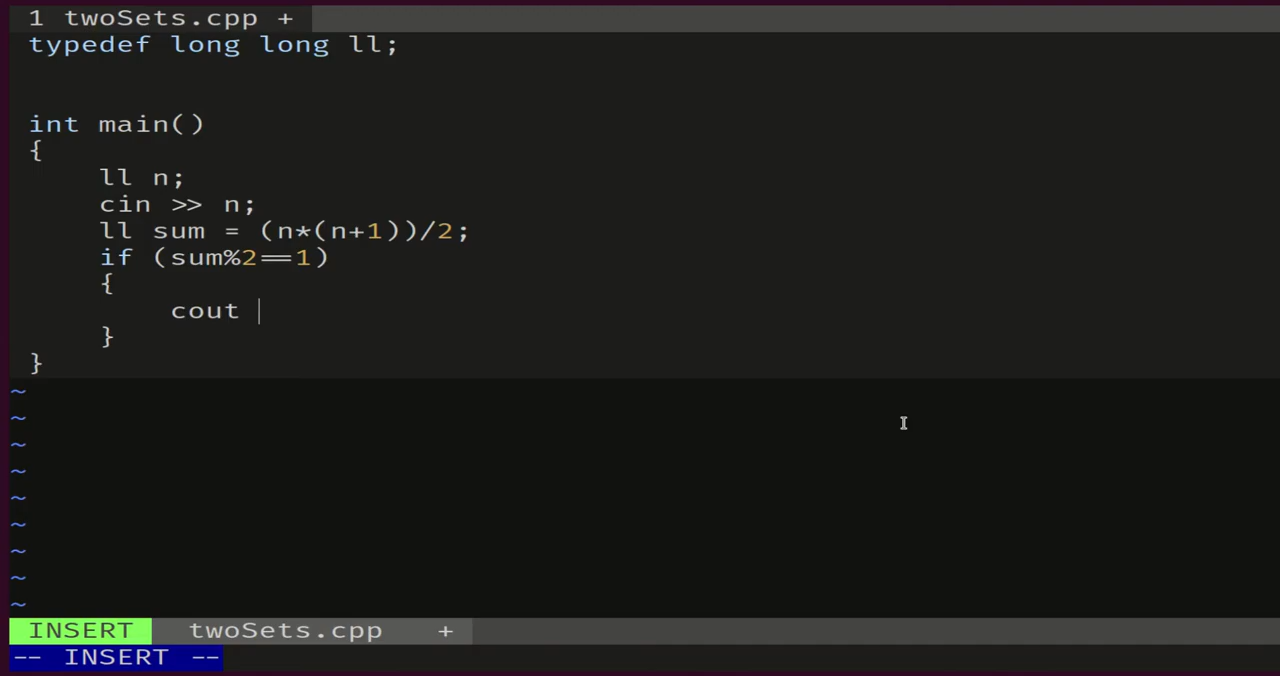 1 twoSets.cpp +
typedef long long ll;
int main()
{
ll n;
cin >> n;
ll sum = (n*(n+1))/2;
if (sum%2==1)
{
cout
}
}
~
~
~
~
~
~
~
~
~
INSERT twoSets.cpp +
-- INSERT --